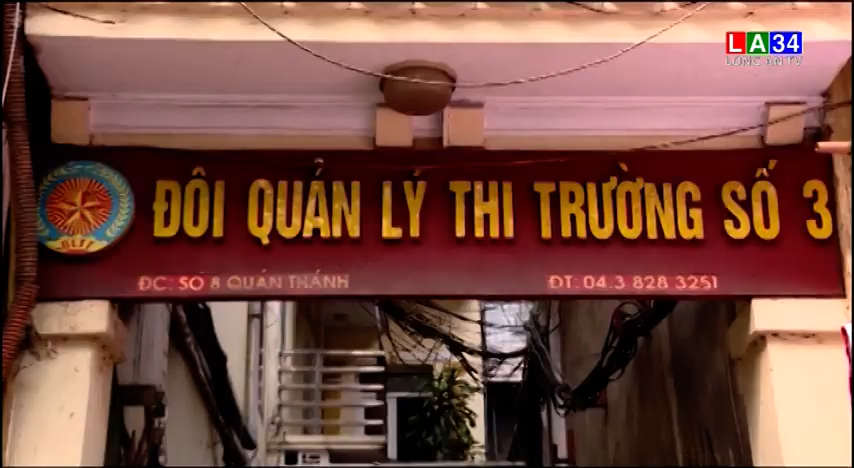 LA34
LONG AN TV
ĐÔI QUẢN LÝ THI TRƯỜNG SỐ 3
QLTT
ĐC: SỐ 8 QUÁN THÁNH
ĐT: 04.3 828 3251